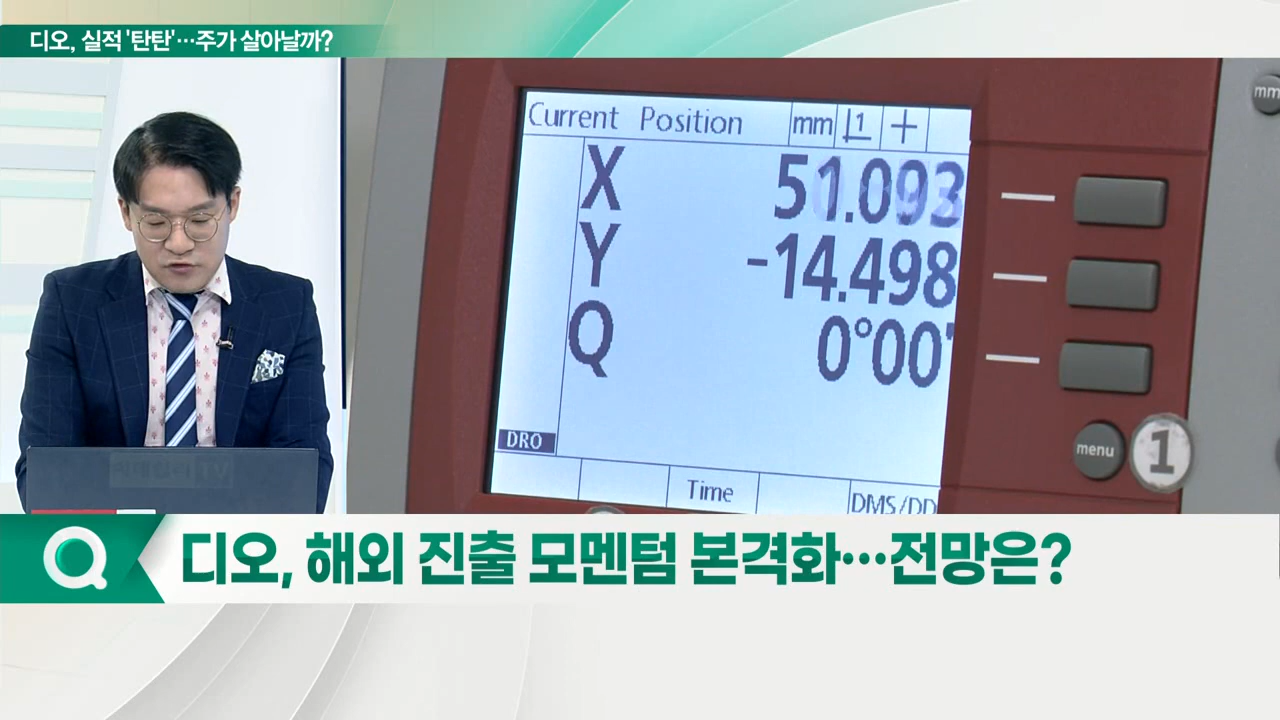 디오, 실적 '탄탄'…주가 살아날까?
Current Position mm 1 +
mm
X 51.093
Y -14.498
Q 0°00'
DRO
menu
1
Time
DMS/DD
Q 디오, 해외 진출 모멘텀 본격화…전망은?